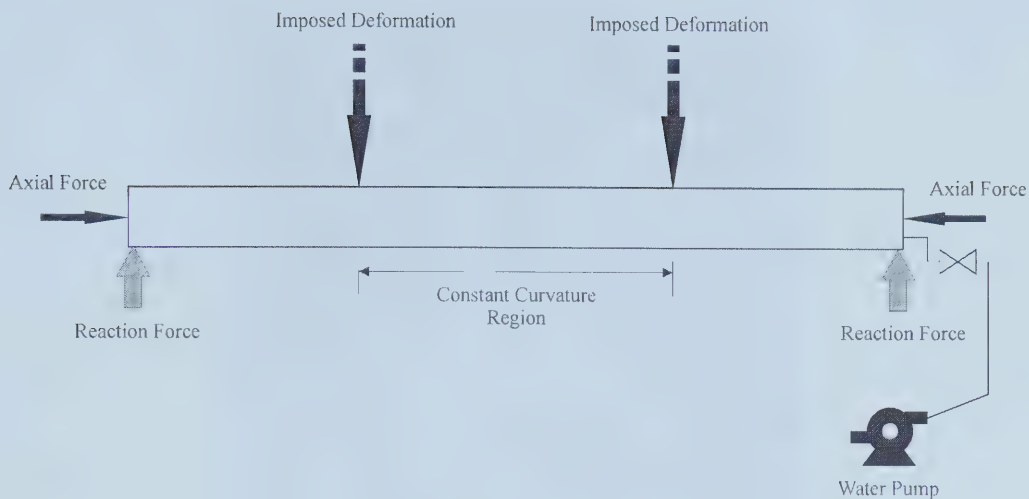 Imposed Deformation
Imposed Deformation
Axial Force
Axial Force
Constant Curvature
Region
Reaction Force
Reaction Force
Water Pump